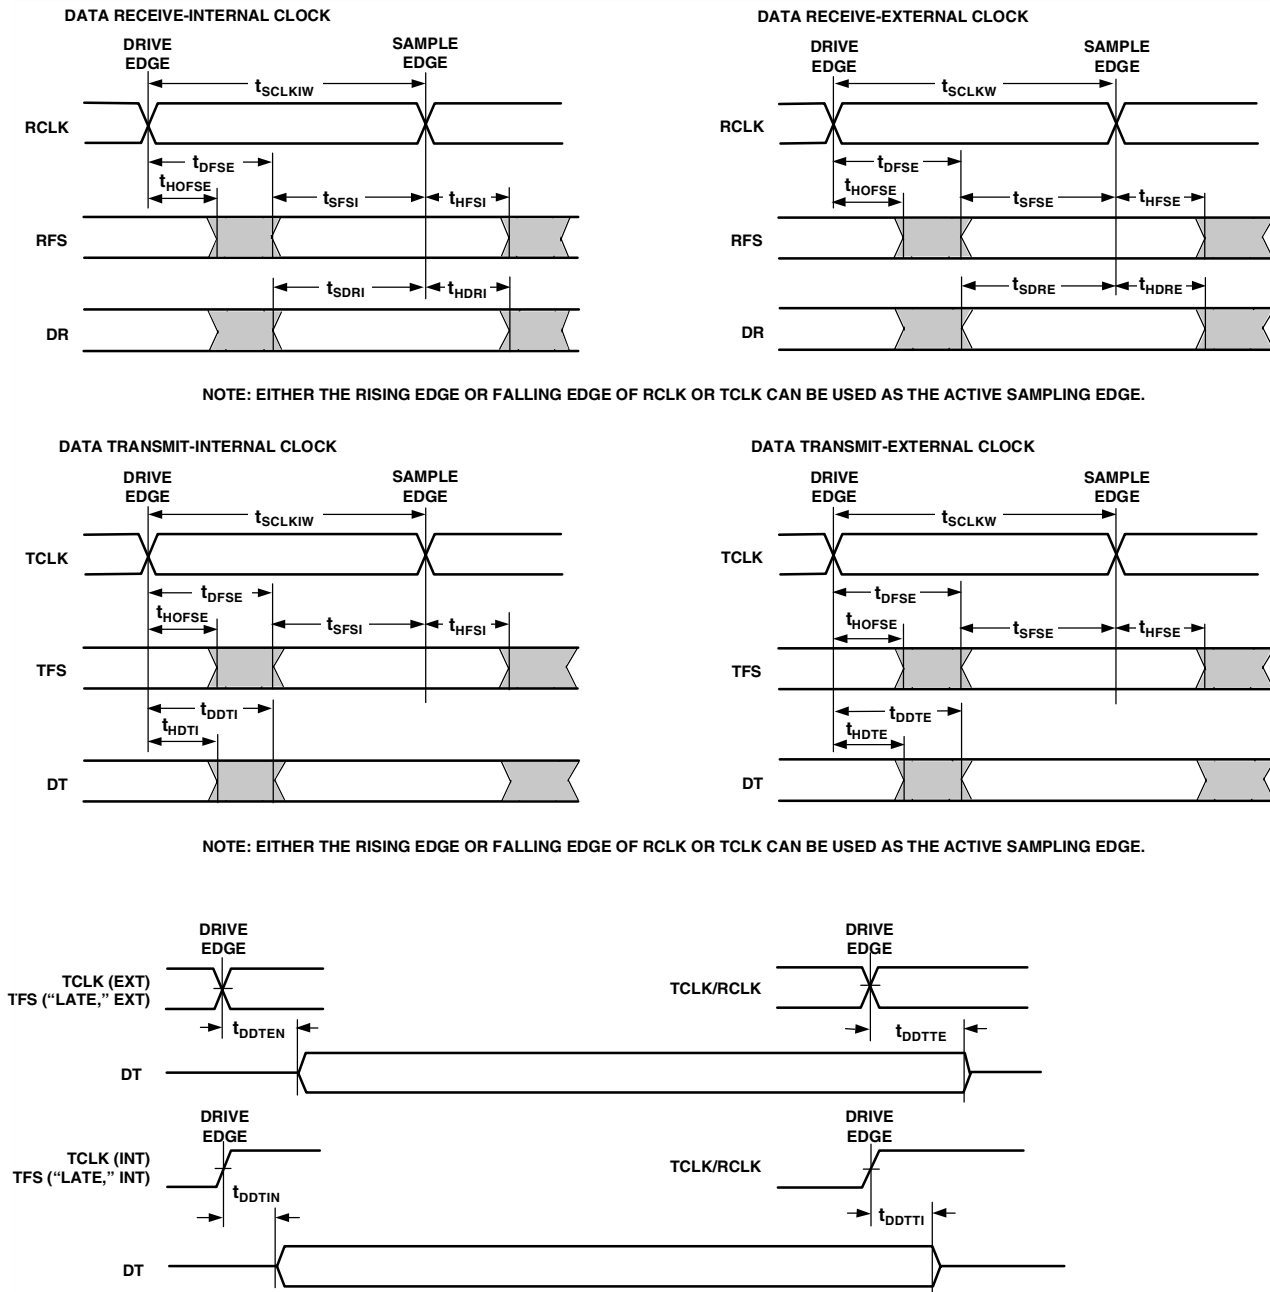 DATA RECEIVE-INTERNAL CLOCK
DRIVE
EDGE
SAMPLE
EDGE
tSCLKIW
RCLK
tDFSE
tHOFSE
tSFSI
tHFSI
RFS
tSDRI
tHDRI
DR
DATA RECEIVE-EXTERNAL CLOCK
DRIVE
EDGE
SAMPLE
EDGE
tSCLKW
RCLK
tDFSE
tHOFSE
tSFSE
tHFSE
RFS
tSDRE
tHDRE
DR
NOTE: EITHER THE RISING EDGE OR FALLING EDGE OF RCLK OR TCLK CAN BE USED AS THE ACTIVE SAMPLING EDGE.
DATA TRANSMIT-INTERNAL CLOCK
DRIVE
EDGE
SAMPLE
EDGE
tSCLKIW
TCLK
tDFSE
tHOFSE
tSFSI
tHFSI
TFS
tDDTI
tHDTI
DT
DATA TRANSMIT-EXTERNAL CLOCK
DRIVE
EDGE
SAMPLE
EDGE
tSCLKW
TCLK
tDFSE
tHOFSE
tSFSE
tHFSE
TFS
tDDTE
tHDTE
DT
NOTE: EITHER THE RISING EDGE OR FALLING EDGE OF RCLK OR TCLK CAN BE USED AS THE ACTIVE SAMPLING EDGE.
DRIVE
EDGE
TCLK (EXT)
TFS (“LATE,” EXT)
DRIVE
EDGE
TCLK/RCLK
tDDTEN
tDDTTE
DT
DRIVE
EDGE
TCLK (INT)
TFS (“LATE,” INT)
DRIVE
EDGE
TCLK/RCLK
tDDTIN
tDDTTI
DT